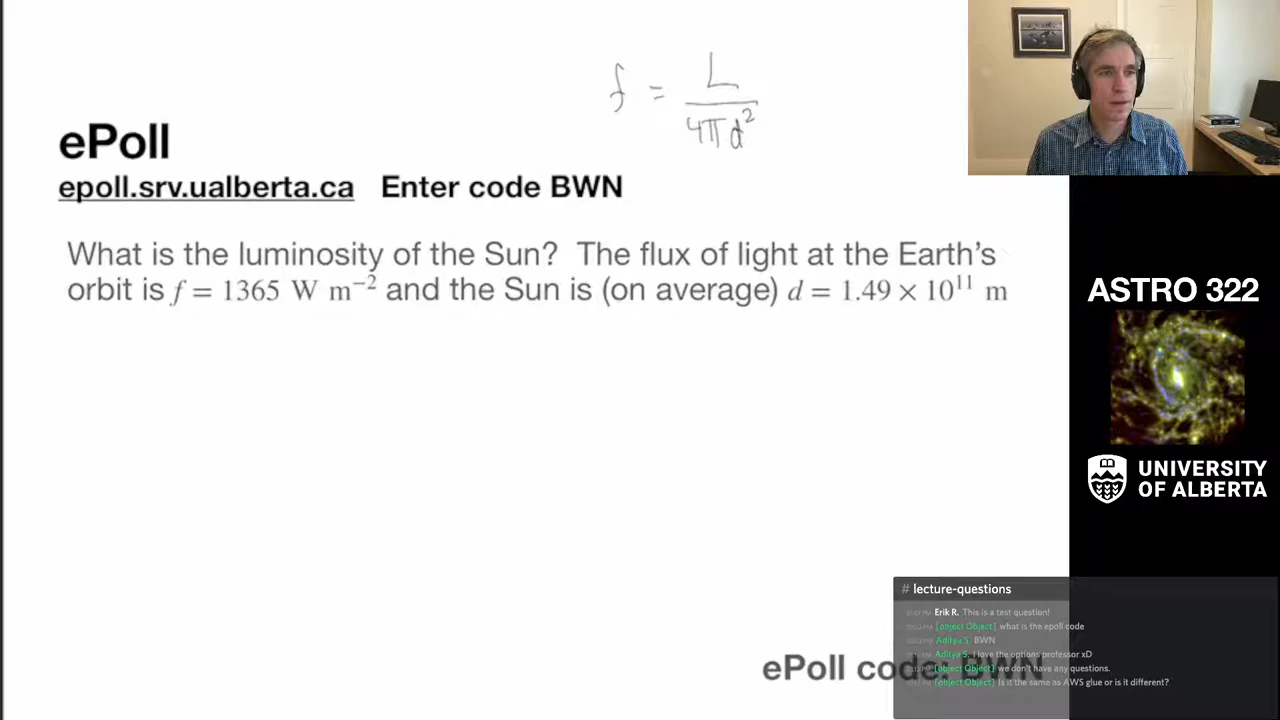 f = L / 4πd²
ePoll
epoll.srv.ualberta.ca Enter code BWN
What is the luminosity of the Sun? The flux of light at the Earth's
orbit is f = 1365 W m⁻² and the Sun is (on average) d = 1.49 × 10¹¹ m
ASTRO 322
UNIVERSITY
OF ALBERTA
# lecture-questions
Erik R. This is a test question!
[object Object] what is the epoll code
Aditya S. BWN
Aditya S. I love the options professor xD
[object Object] we don't have any questions.
[object Object] Is it the same as AWS glue or is it different?
ePoll code: BWN